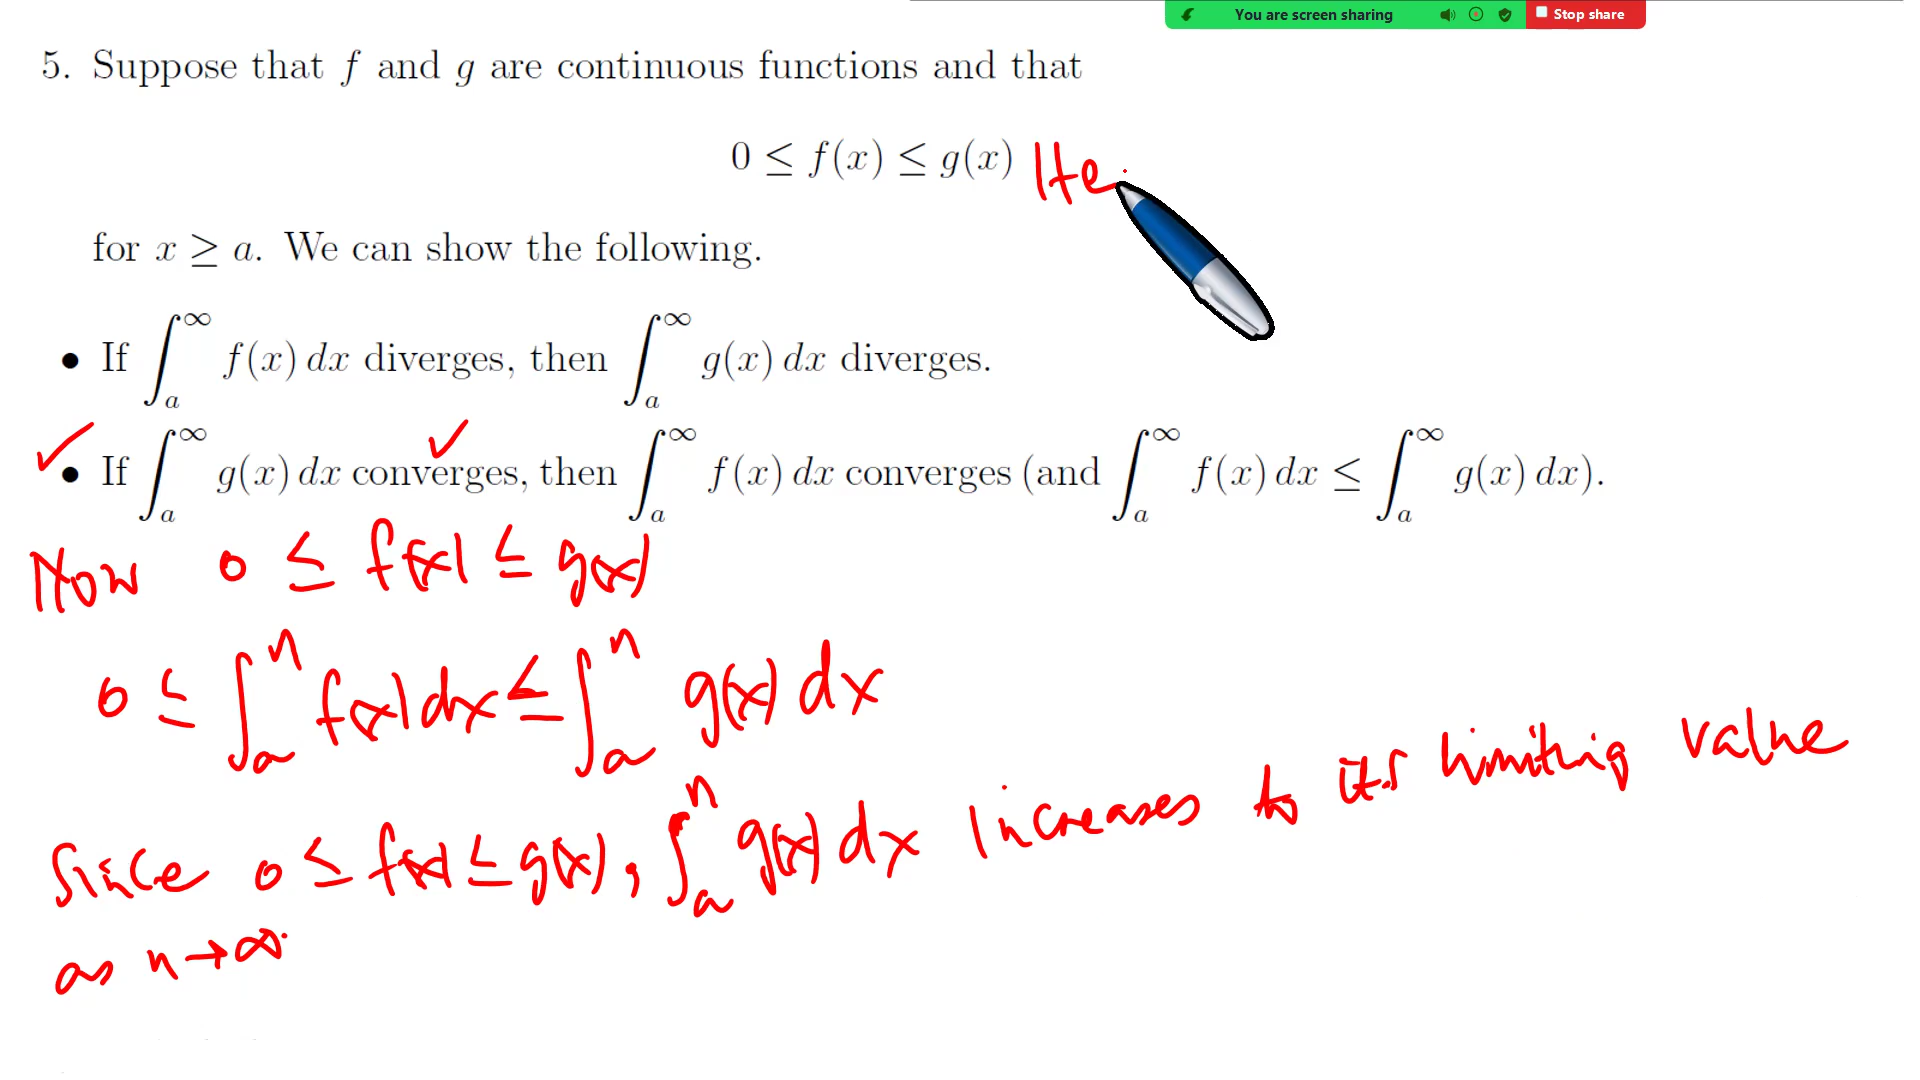 You are screen sharing Stop share
5. Suppose that f and g are continuous functions and that
0 ≤ f(x) ≤ g(x) He
for x ≥ a. We can show the following.
• If ∫_a^∞ f(x) dx diverges, then ∫_a^∞ g(x) dx diverges.
• If ∫_a^∞ g(x) dx converges, then ∫_a^∞ f(x) dx converges (and ∫_a^∞ f(x) dx ≤ ∫_a^∞ g(x) dx).
Now 0 ≤ f(x) ≤ g(x)
0 ≤ ∫_a^n f(x) dx ≤ ∫_a^n g(x) dx
Since 0 ≤ f(x) ≤ g(x), ∫_a^n g(x) dx increases to its limiting value
as n → ∞.